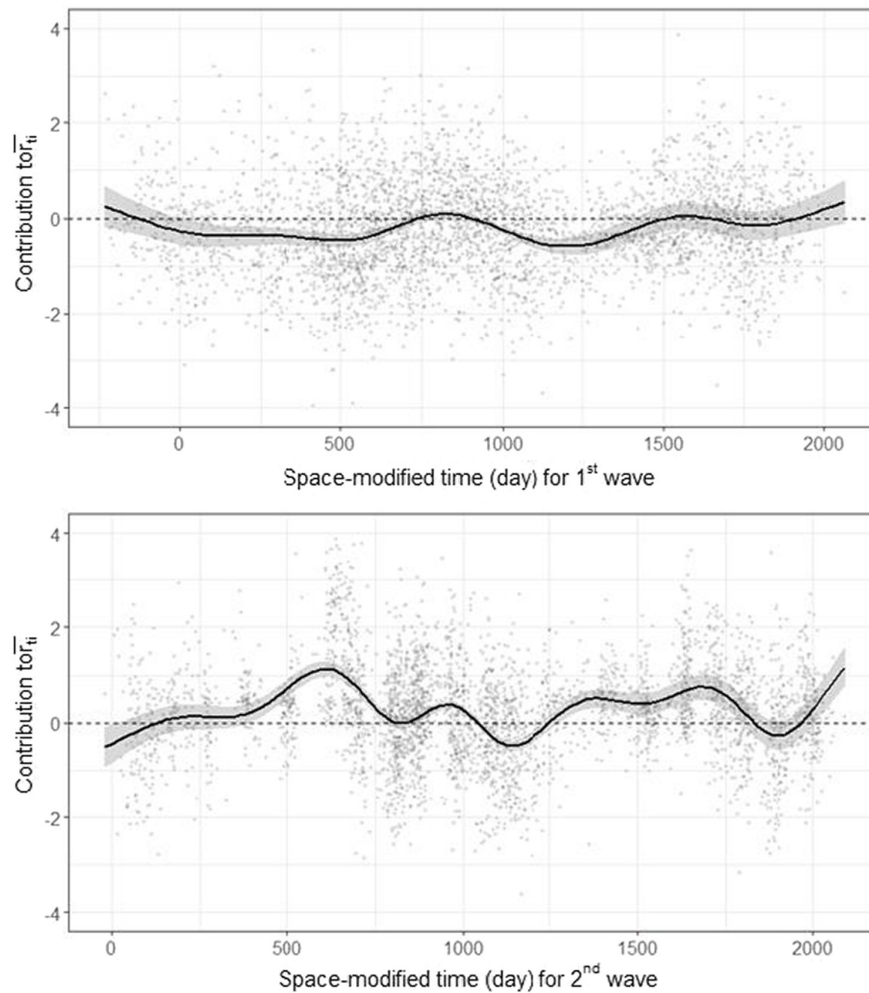 4
2
0
-2
-4
Contribution to r̅ₜᵢ
0 500 1000 1500 2000
Space-modified time (day) for 1ˢᵗ wave
4
2
0
-2
-4
Contribution to r̅ₜᵢ
0 500 1000 1500 2000
Space-modified time (day) for 2ⁿᵈ wave